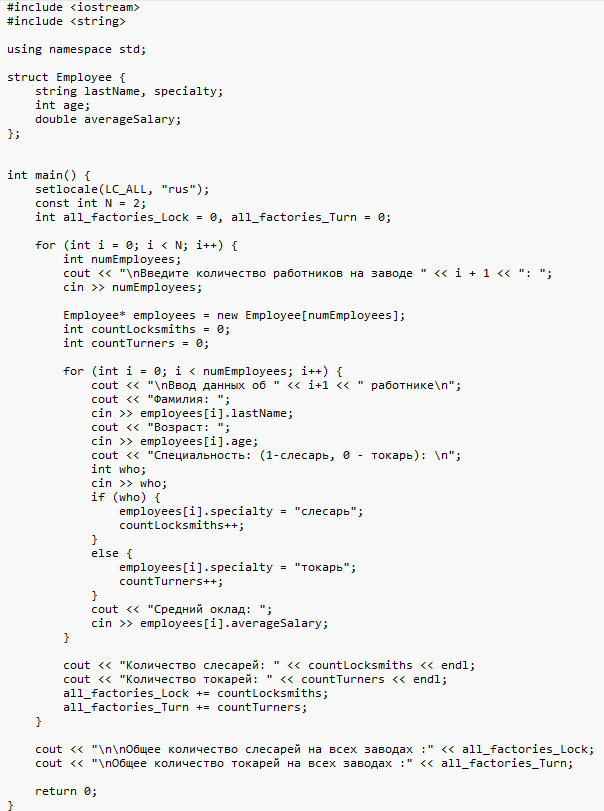 #include <iostream>
#include <string>

using namespace std;

struct Employee {
    string lastName, specialty;
    int age;
    double averageSalary;
};


int main() {
    setlocale(LC_ALL, "rus");
    const int N = 2;
    int all_factories_Lock = 0, all_factories_Turn = 0;

    for (int i = 0; i < N; i++) {
        int numEmployees;
        cout << "\nВведите количество работников на заводе " << i + 1 << ": ";
        cin >> numEmployees;

        Employee* employees = new Employee[numEmployees];
        int countLocksmiths = 0;
        int countTurners = 0;

        for (int i = 0; i < numEmployees; i++) {
            cout << "\nВвод данных об " << i+1 << " работнике\n";
            cout << "Фамилия: ";
            cin >> employees[i].lastName;
            cout << "Возраст: ";
            cin >> employees[i].age;
            cout << "Специальность: (1-слесарь, 0 - токарь): \n";
            int who;
            cin >> who;
            if (who) {
                employees[i].specialty = "слесарь";
                countLocksmiths++;
            }
            else {
                employees[i].specialty = "токарь";
                countTurners++;
            }
            cout << "Средний оклад: ";
            cin >> employees[i].averageSalary;
        }

        cout << "Количество слесарей: " << countLocksmiths << endl;
        cout << "Количество токарей: " << countTurners << endl;
        all_factories_Lock += countLocksmiths;
        all_factories_Turn += countTurners;
    }

    cout << "\n\nОбщее количество слесарей на всех заводах :" << all_factories_Lock;
    cout << "\nОбщее количество токарей на всех заводах :" << all_factories_Turn;

    return 0;
}